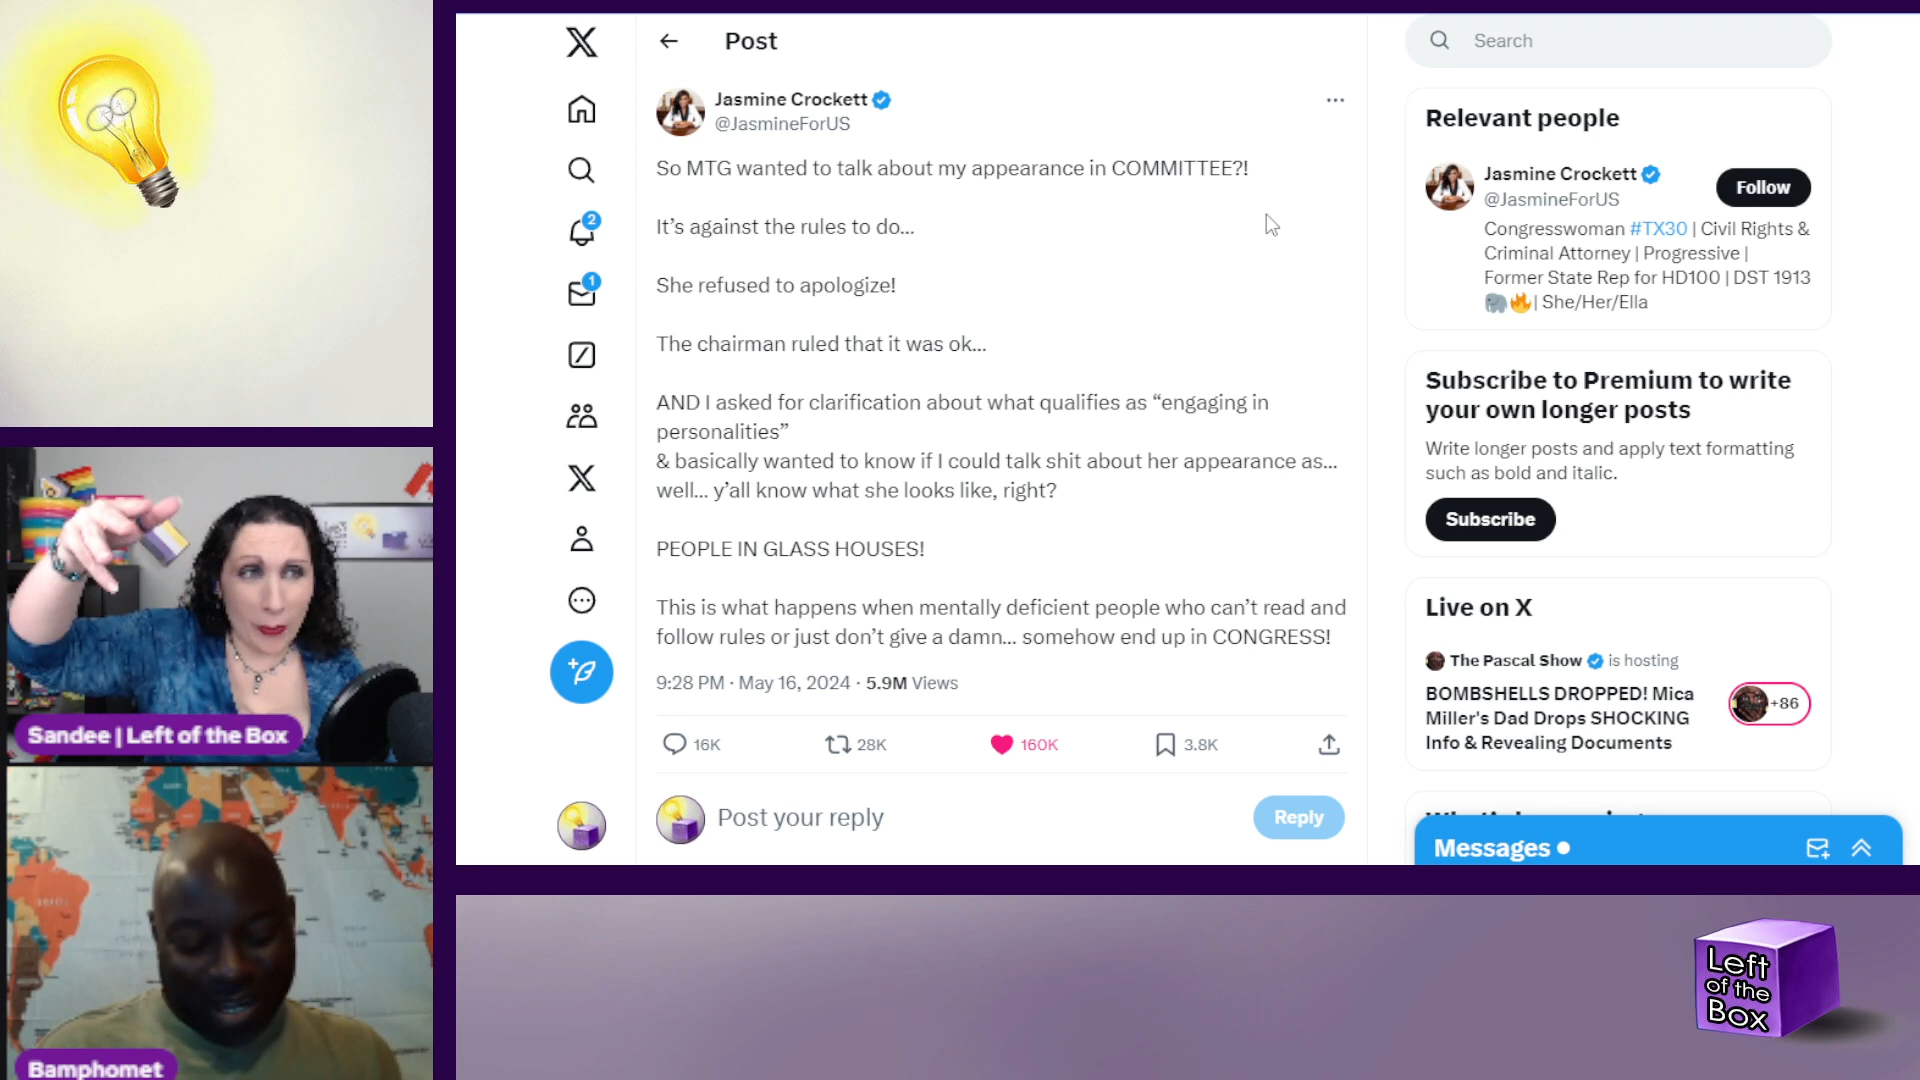 Post
Jasmine Crockett
@JasmineForUS
So MTG wanted to talk about my appearance in COMMITTEE?!
It’s against the rules to do...
She refused to apologize!
The chairman ruled that it was ok...
AND I asked for clarification about what qualifies as “engaging in
personalities”
& basically wanted to know if I could talk shit about her appearance as...
well... y’all know what she looks like, right?
PEOPLE IN GLASS HOUSES!
This is what happens when mentally deficient people who can’t read and
follow rules or just don’t give a damn... somehow end up in CONGRESS!
9:28 PM · May 16, 2024 · 5.9M Views
16K 28K 160K 3.8K
Post your reply
Reply
2
1
Search
Relevant people
Jasmine Crockett
@JasmineForUS
Follow
Congresswoman #TX30 | Civil Rights &
Criminal Attorney | Progressive |
Former State Rep for HD100 | DST 1913
| She/Her/Ella
Subscribe to Premium to write
your own longer posts
Write longer posts and apply text formatting
such as bold and italic.
Subscribe
Live on X
The Pascal Show is hosting
BOMBSHELLS DROPPED! Mica
Miller's Dad Drops SHOCKING
Info & Revealing Documents
+86
Messages
Sandee | Left of the Box
Bamphomet
Left
of the
Box